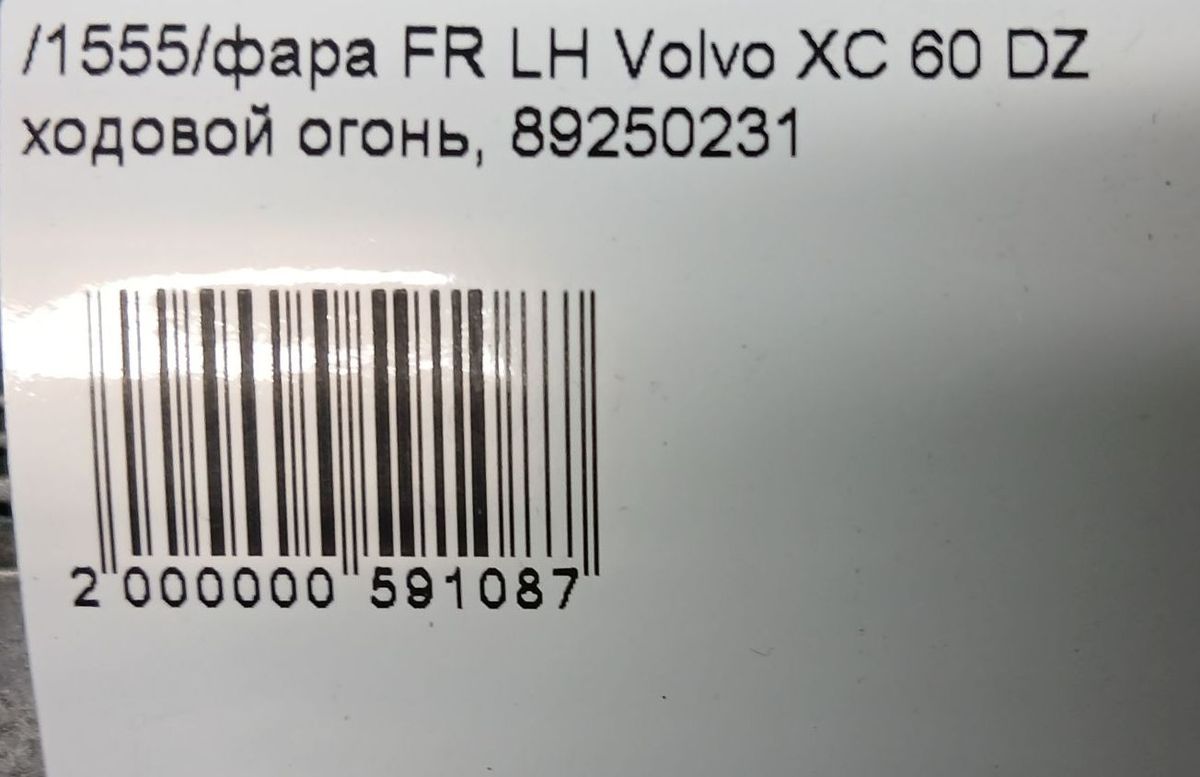 /1555/фара FR LH Volvo XC 60 DZ
ходовой огонь, 89250231
2 000000 591087